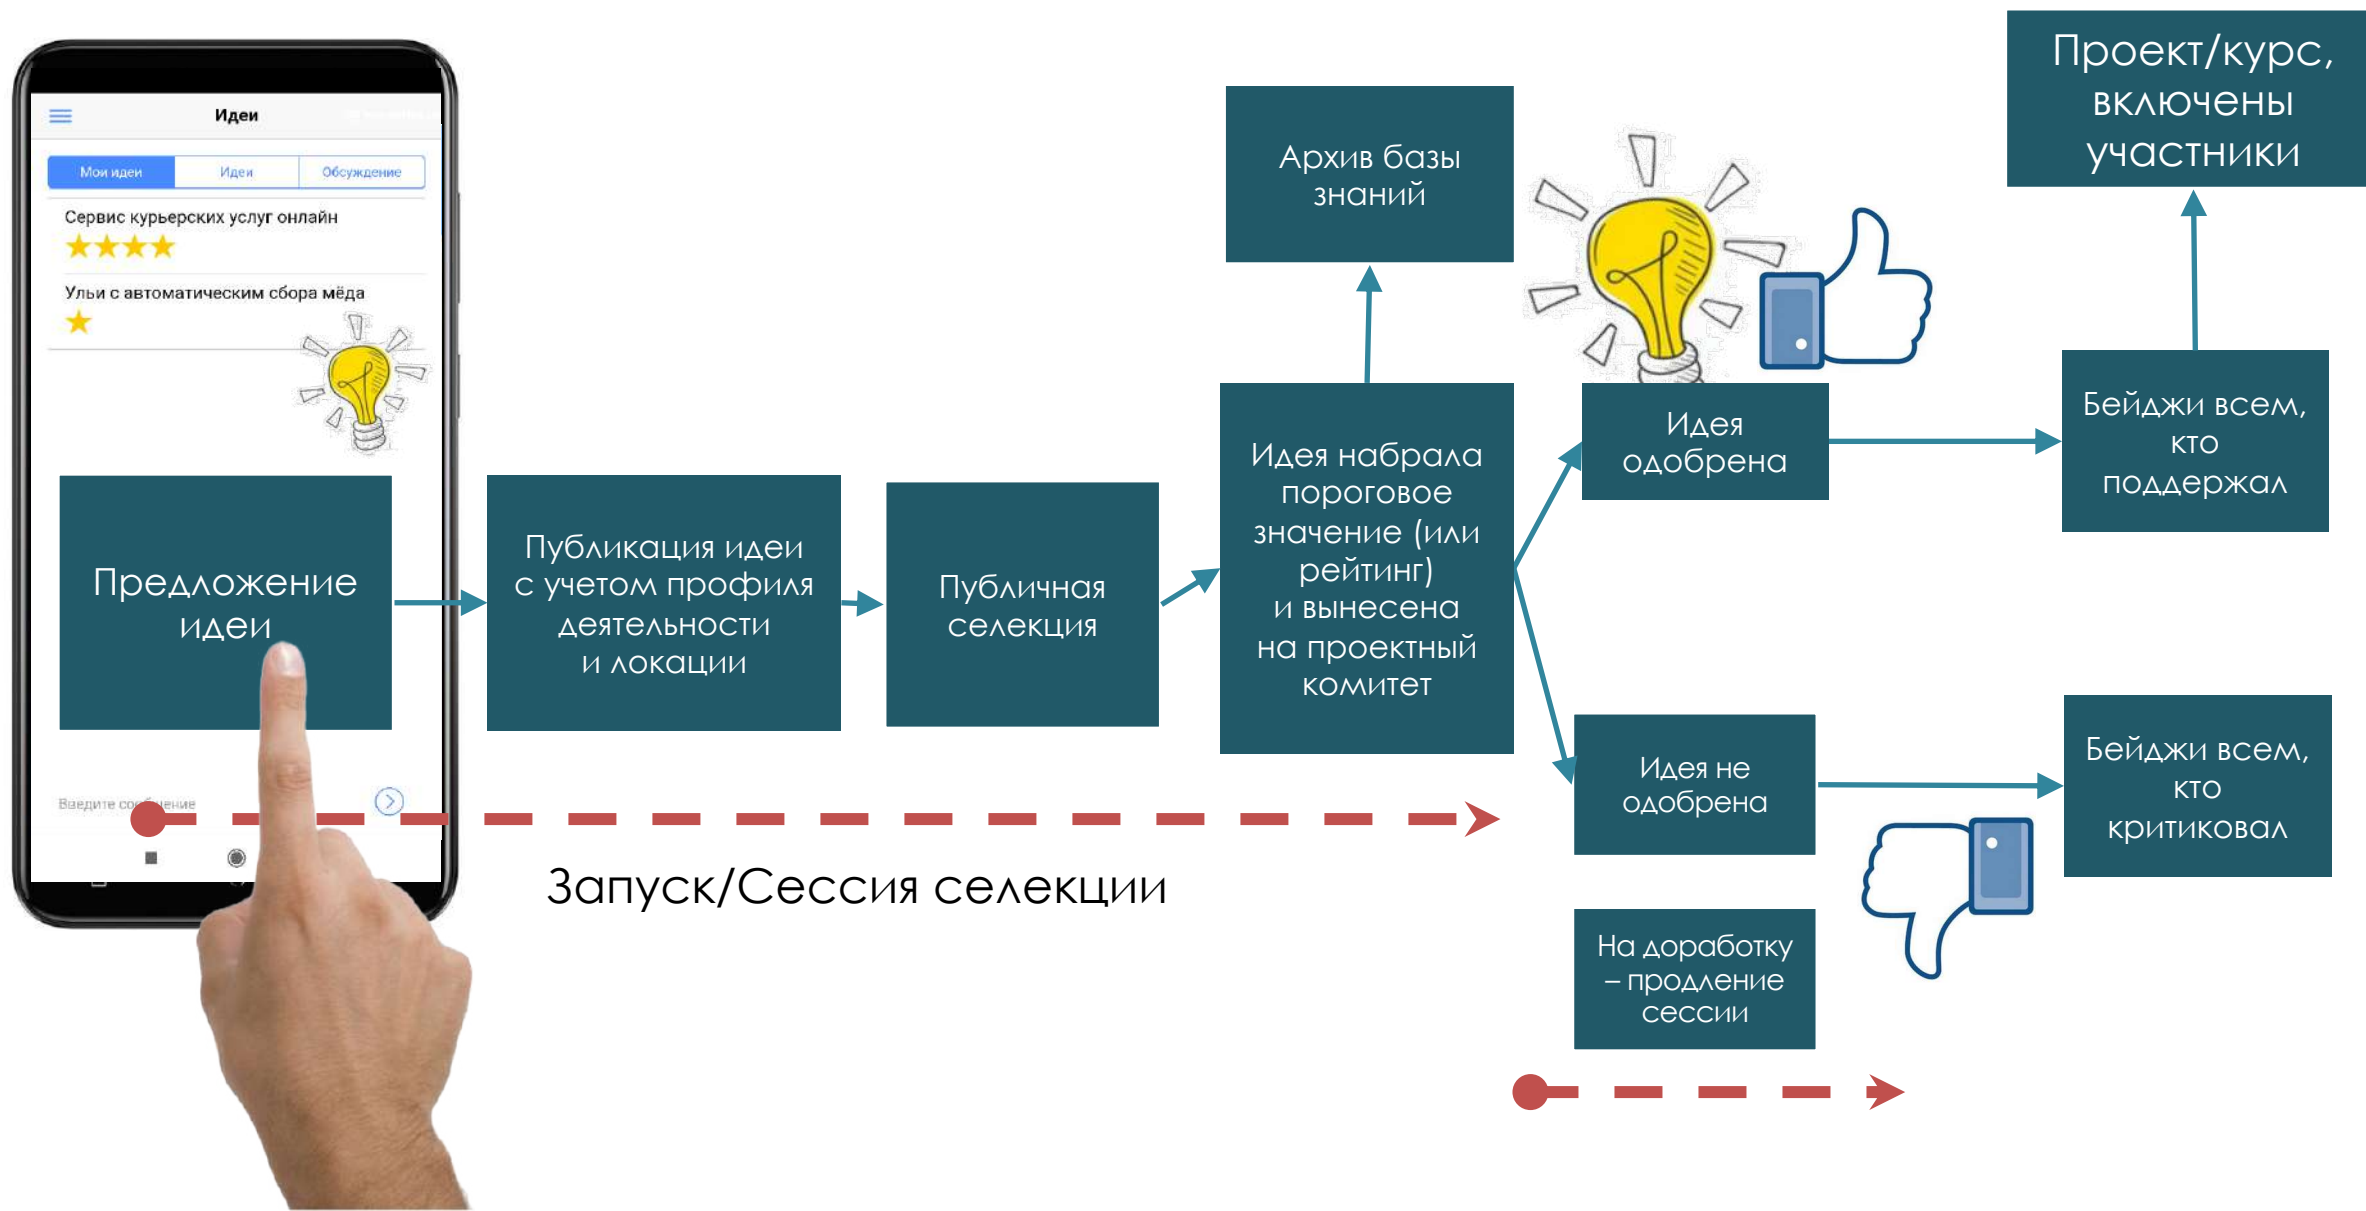 Идеи
Мои идеи
Идеи
Обсуждение
Сервис курьерских услуг онлайн
Ульи с автоматическим сбора мёда
Предложение
идеи
Введите
Публикация идеи
с учетом профиля
деятельности
и локации
Публичная
селекция
Архив базы
знаний
Идея набрала
пороговое
значение (или
рейтинг)
и вынесена
на проектный
комитет
Идея
одобрена
Бейджи всем,
кто
поддержал
Проект/курс,
включены
участники
Идея не
одобрена
Бейджи всем,
кто
критиковал
На доработку
– продление
сессии
Запуск/Сессия селекции